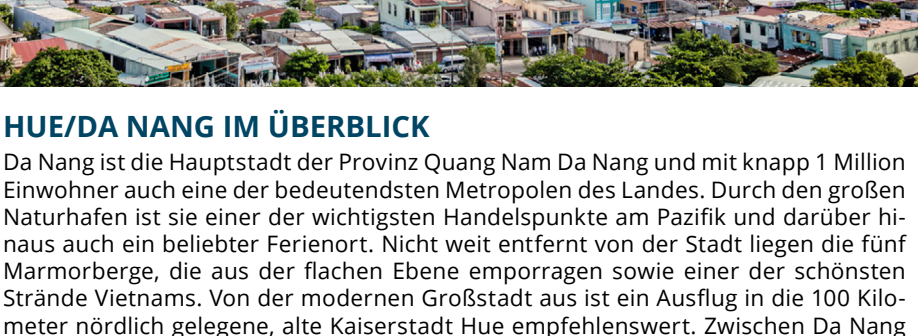 HUE/DA NANG IM ÜBERBLICK
Da Nang ist die Hauptstadt der Provinz Quang Nam Da Nang und mit knapp 1 Million
Einwohner auch eine der bedeutendsten Metropolen des Landes. Durch den großen
Naturhafen ist sie einer der wichtigsten Handelspunkte am Pazifik und darüber hi-
naus auch ein beliebter Ferienort. Nicht weit entfernt von der Stadt liegen die fünf
Marmorberge, die aus der flachen Ebene emporragen sowie einer der schönsten
Strände Vietnams. Von der modernen Großstadt aus ist ein Ausflug in die 100 Kilo-
meter nördlich gelegene, alte Kaiserstadt Hue empfehlenswert. Zwischen Da Nang